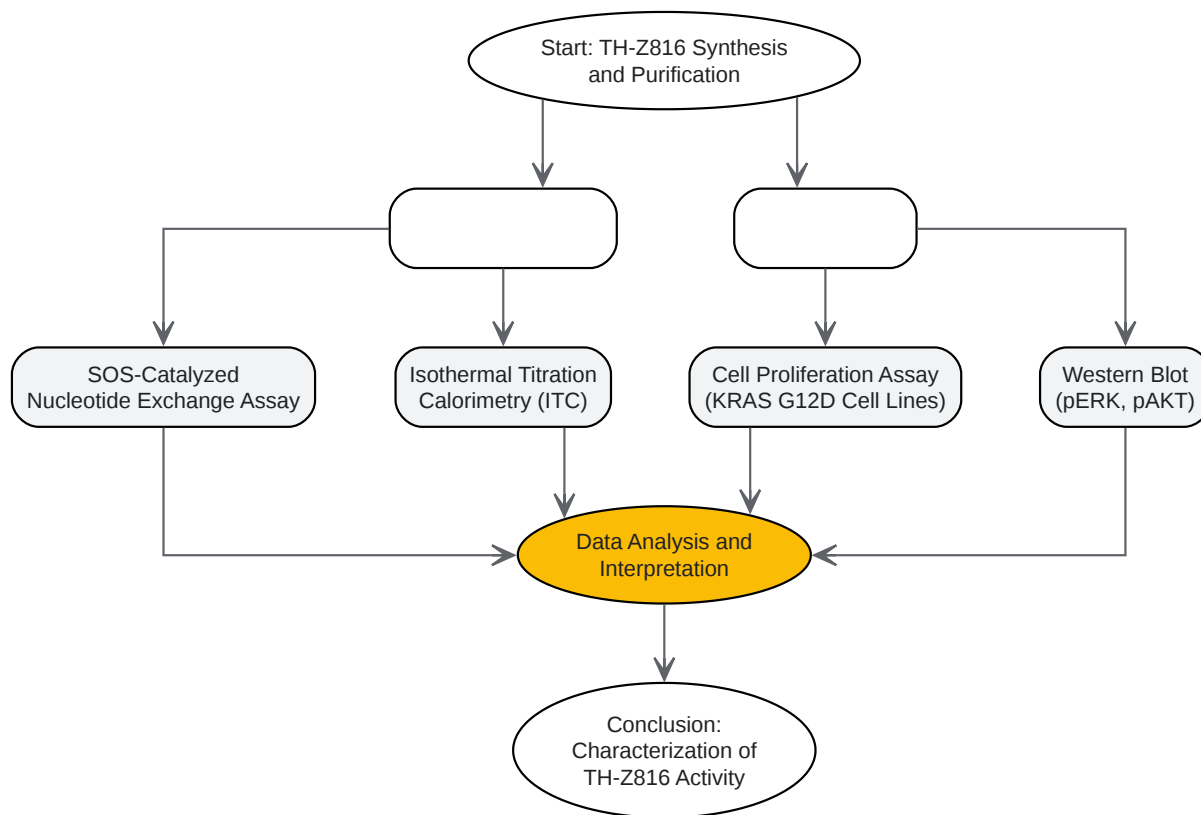 Start: TH-Z816 Synthesis
and Purification
SOS-Catalyzed
Nucleotide Exchange Assay
Isothermal Titration
Calorimetry (ITC)
Cell Proliferation Assay
(KRAS G12D Cell Lines)
Western Blot
(pERK, pAKT)
Data Analysis and
Interpretation
Conclusion:
Characterization of
TH-Z816 Activity